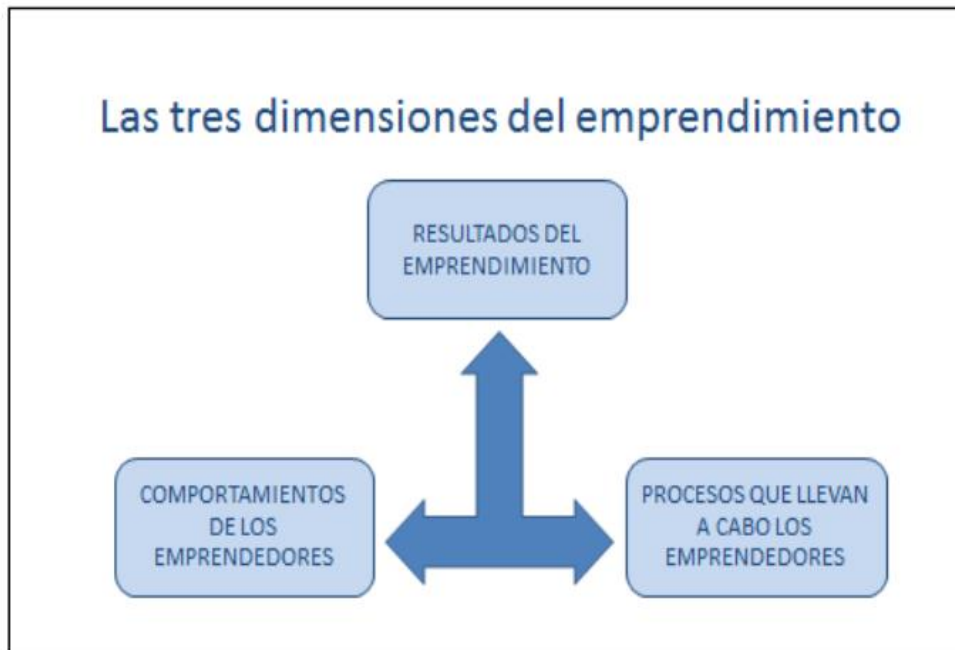 Las tres dimensiones del emprendimiento
RESULTADOS DEL
EMPRENDIMIENTO
COMPORTAMIENTOS
DE LOS
EMPRENDEDORES
PROCESOS QUE LLEVAN
A CABO LOS
EMPRENDEDORES